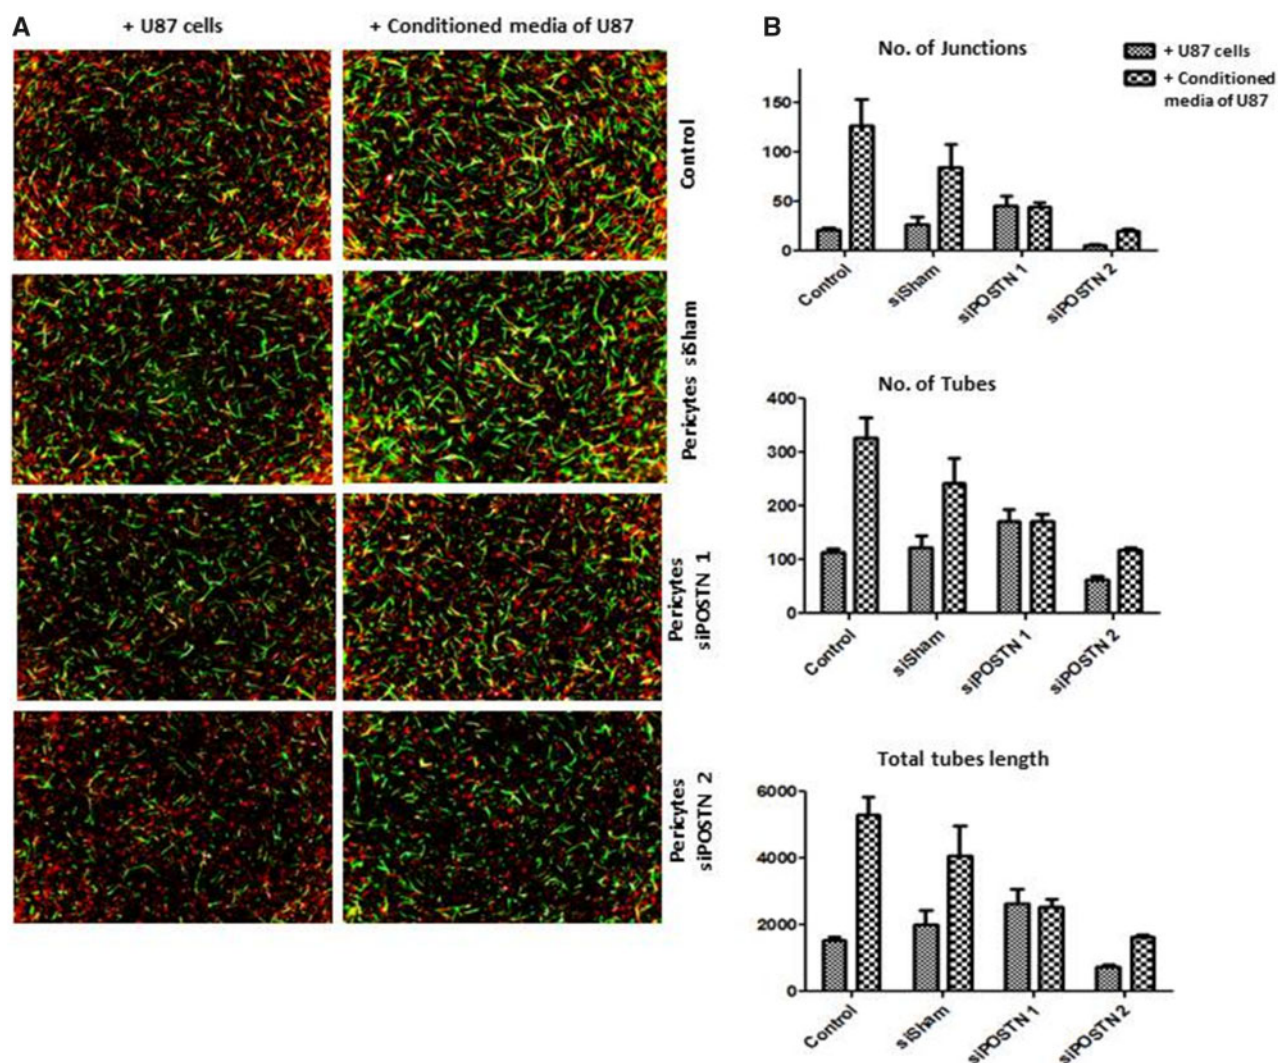 A
+ U87 cells
+ Conditioned media of U87
Control
Pericytes siSham
Pericytes
siPOSTN 1
Pericytes
siPOSTN 2
B
No. of Junctions
+ U87 cells
+ Conditioned
media of U87
150
100
50
0
Control
siSham
siPOSTN 1
siPOSTN 2
No. of Tubes
400
300
200
100
0
Control
siSham
siPOSTN 1
siPOSTN 2
Total tubes length
6000
4000
2000
0
Control
siSham
siPOSTN 1
siPOSTN 2